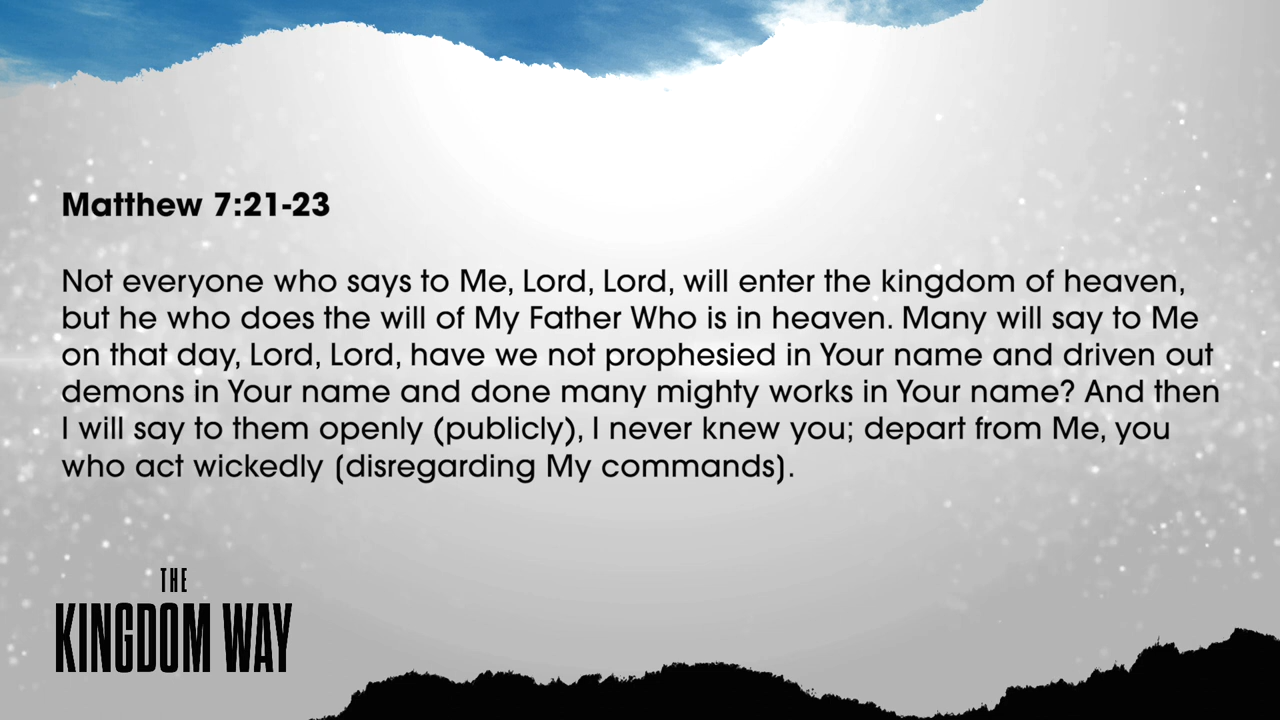 Matthew 7:21-23
Not everyone who says to Me, Lord, Lord, will enter the kingdom of heaven,
but he who does the will of My Father Who is in heaven. Many will say to Me
on that day, Lord, Lord, have we not prophesied in Your name and driven out
demons in Your name and done many mighty works in Your name? And then
I will say to them openly (publicly), I never knew you; depart from Me, you
who act wickedly (disregarding My commands).
THE
KINGDOM WAY